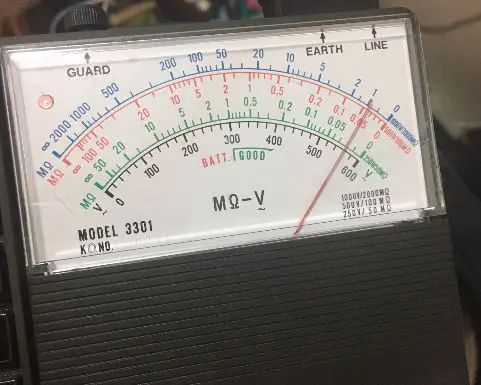 GUARD EARTH LINE
∞ 2000 1000 500 200 100 50 20 10 5 2 1 0
MΩ ∞ 100 50 20 10 5 2 1 0.5 0.2 0.1 0.05 0
MΩ ∞ 50 20 10 5 2 1 0.5 0.2 0.1 0.05 0
V 0 100 200 300 400 500 600 V
MΩ
BATT. GOOD
MΩ-V
MODEL 3301
KΩNO.
1000V/2000MΩ
500V/100MΩ
250V/50MΩ